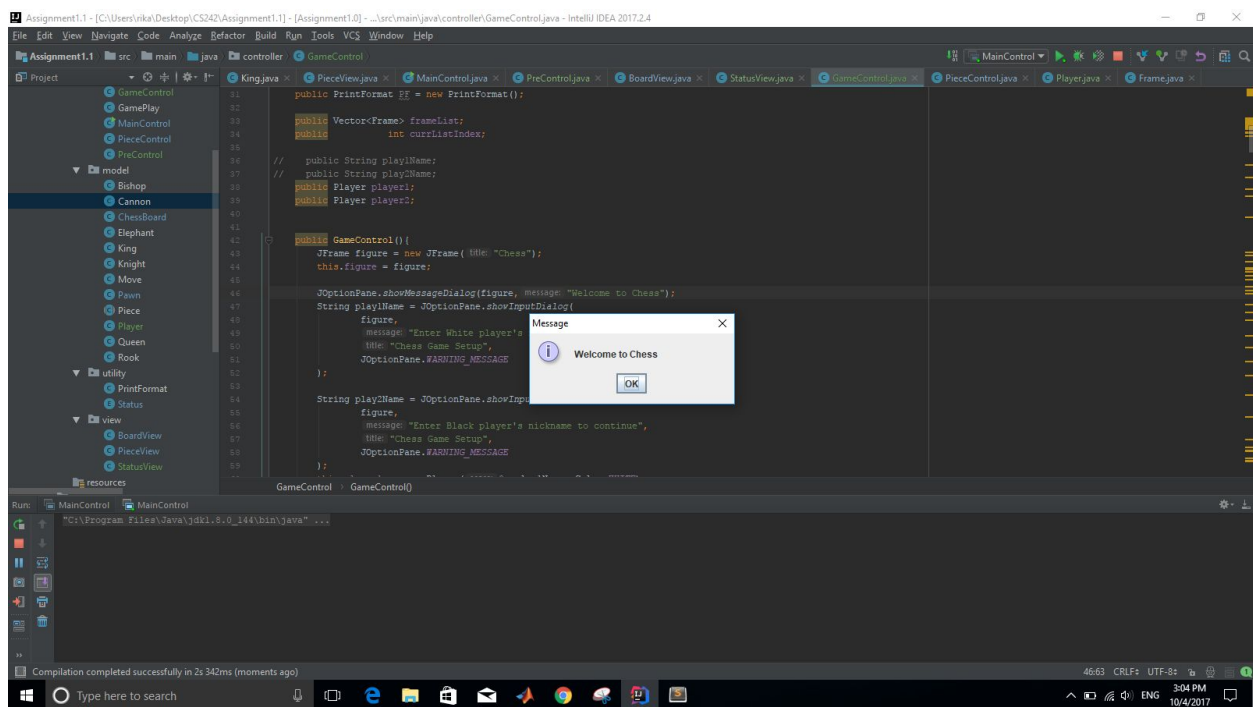 Assignment1.1 - [C:\Users\rika\Desktop\CS242\Assignment1.1] - [Assignment1.0] - ...\src\main\java\controller\GameControl.java - IntelliJ IDEA 2017.2.4
File Edit View Navigate Code Analyze Refactor Build Run Tools VCS Window Help
Assignment1.1 src main java controller GameControl MainControl
Project King.java PieceView.java MainControl.java PreControl.java BoardView.java StatusView.java GameControl.java PieceControl.java Player.java Frame.java
GameControl
GamePlay
MainControl
PieceControl
PreControl
model
Bishop
Cannon
ChessBoard
Elephant
King
Knight
Move
Pawn
Piece
Player
Queen
Rook
utility
PrintFormat
Status
view
BoardView
PieceView
StatusView
resources
31 public PrintFormat PF = new PrintFormat();
32
33 public Vector<Frame> frameList;
34 public int currListIndex;
35
36 // public String play1Name;
37 // public String play2Name;
38 public Player player1;
39 public Player player2;
40
41
42 public GameControl(){
43 JFrame figure = new JFrame( title: "Chess");
44 this.figure = figure;
45
46 JOptionPane.showMessageDialog(figure, message: "Welcome to Chess");
47 String play1Name = JOptionPane.showInputDialog(
48 figure,
49 message: "Enter White player's
50 title: "Chess Game Setup",
51 JOptionPane.WARNING_MESSAGE
52 );
53
54 String play2Name = JOptionPane.showInpu
55 figure,
56 message: "Enter Black player's nickname to continue",
57 title: "Chess Game Setup",
58 JOptionPane.WARNING_MESSAGE
59 );
Message
Welcome to Chess
OK
GameControl GameControl()
Run: MainControl MainControl
"C:\Program Files\Java\jdk1.8.0_144\bin\java" ...
Compilation completed successfully in 2s 342ms (moments ago) 46:63 CRLF UTF-8
Type here to search ENG 3:04 PM
10/4/2017